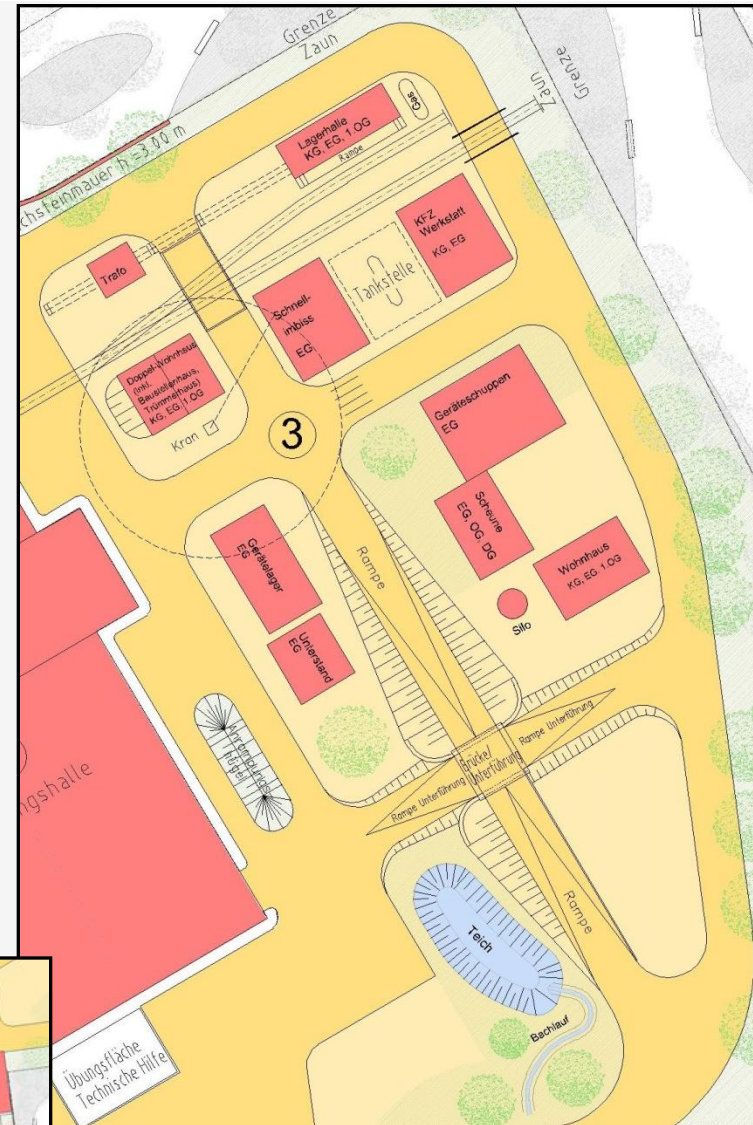 Grenze
Zaun
Grenze
Zaun
chsteinmauer h.=3.00 m
Lagerhalle
KG, EG, 1.OG
Rampe
Gas
KFZ
Werkstatt
KG, EG
Trafo
Tankstelle
Schnell-
imbiss
EG
Doppel-Wohnhaus
(inkl.
Baustellenhaus,
Trümmerhaus)
KG, EG, 1.OG
Kran
3
Geräteschuppen
EG
Scheune
EG, OG, DG
Wohnhaus
KG, EG, 1.OG
Silo
Gerätelager
EG
Rampe
Unterstand
EG
hügel
Brücke/
Unterführung
Rampe Unterführung
Rampe Unterführung
ngshalle
Rampe
Teich
Bachlauf
Übungsfläche
Technische Hilfe